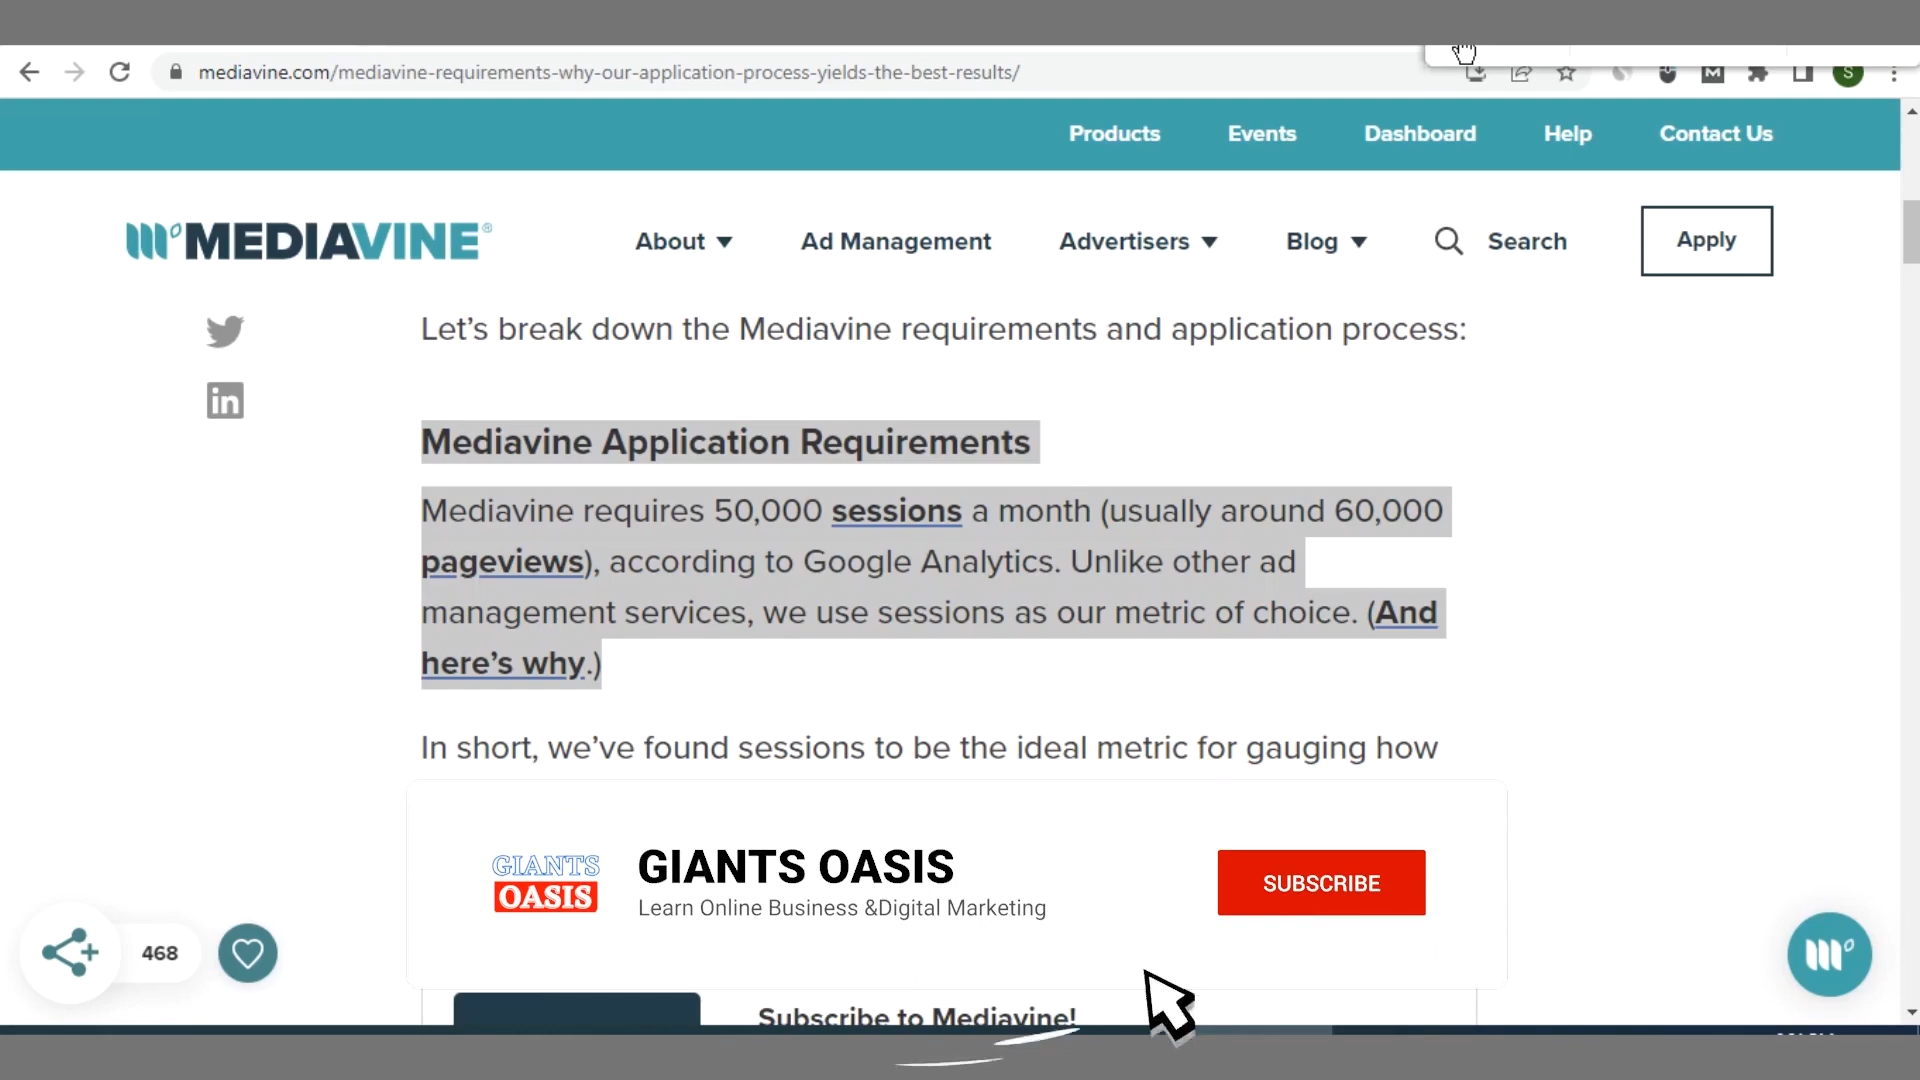 mediavine.com/mediavine-requirements-why-our-application-process-yields-the-best-results/
M
S
Products Events Dashboard Help Contact Us
MEDIAVINE®
About Ad Management Advertisers Blog Search Apply
Let’s break down the Mediavine requirements and application process:
in
Mediavine Application Requirements
Mediavine requires 50,000 sessions a month (usually around 60,000
pageviews), according to Google Analytics. Unlike other ad
management services, we use sessions as our metric of choice. (And
here’s why.)
In short, we’ve found sessions to be the ideal metric for gauging how
GIANTS
OASIS
GIANTS OASIS
Learn Online Business &Digital Marketing
SUBSCRIBE
468
Subscribe to Mediavine!